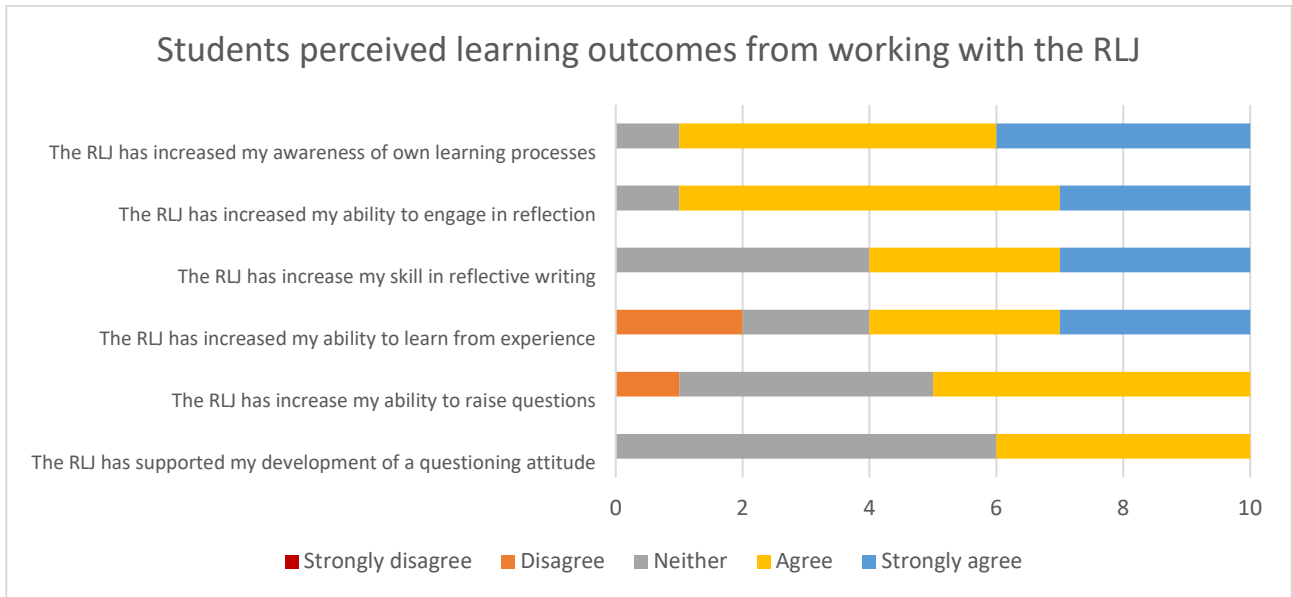 Students perceived learning outcomes from working with the RLJ
The RLJ has increased my awareness of own learning processes
The RLJ has increased my ability to engage in reflection
The RLJ has increase my skill in reflective writing
The RLJ has increased my ability to learn from experience
The RLJ has increase my ability to raise questions
The RLJ has supported my development of a questioning attitude
0 2 4 6 8 10
Strongly disagree Disagree Neither Agree Strongly agree